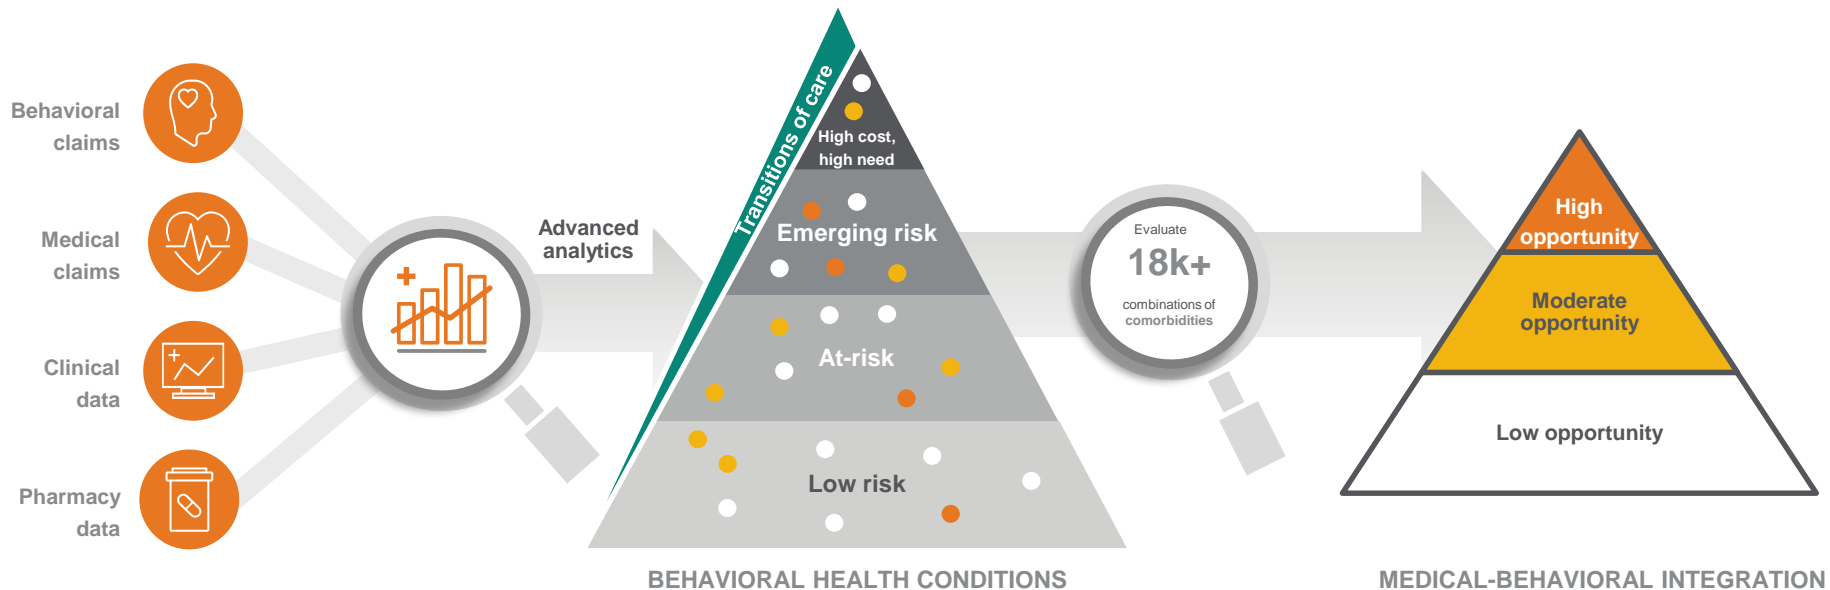 Behavioral
claims
Medical
claims
Clinical
data
Pharmacy
data
Advanced
analytics
Transitions of care
High cost,
high need
Emerging risk
At-risk
Low risk
BEHAVIORAL HEALTH CONDITIONS
Evaluate
18k+
combinations of
comorbidities
High
opportunity
Moderate
opportunity
Low opportunity
MEDICAL-BEHAVIORAL INTEGRATION